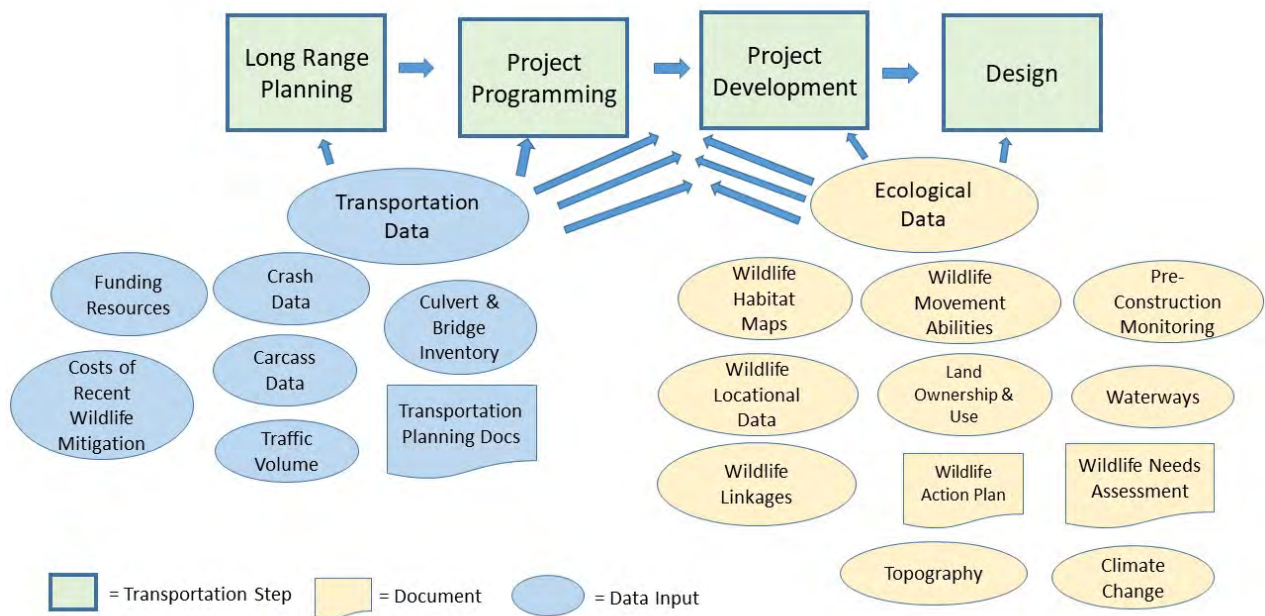 Long Range
Planning
Project
Programming
Project
Development
Design
Transportation
Data
Ecological
Data
Funding
Resources
Crash
Data
Culvert &
Bridge
Inventory
Costs of
Recent
Wildlife
Mitigation
Carcass
Data
Transportation
Planning Docs
Traffic
Volume
Wildlife
Habitat
Maps
Wildlife
Movement
Abilities
Pre-
Construction
Monitoring
Wildlife
Locational
Data
Land
Ownership &
Use
Waterways
Wildlife
Linkages
Wildlife
Action Plan
Wildlife Needs
Assessment
Topography
Climate
Change
= Transportation Step
= Document
= Data Input